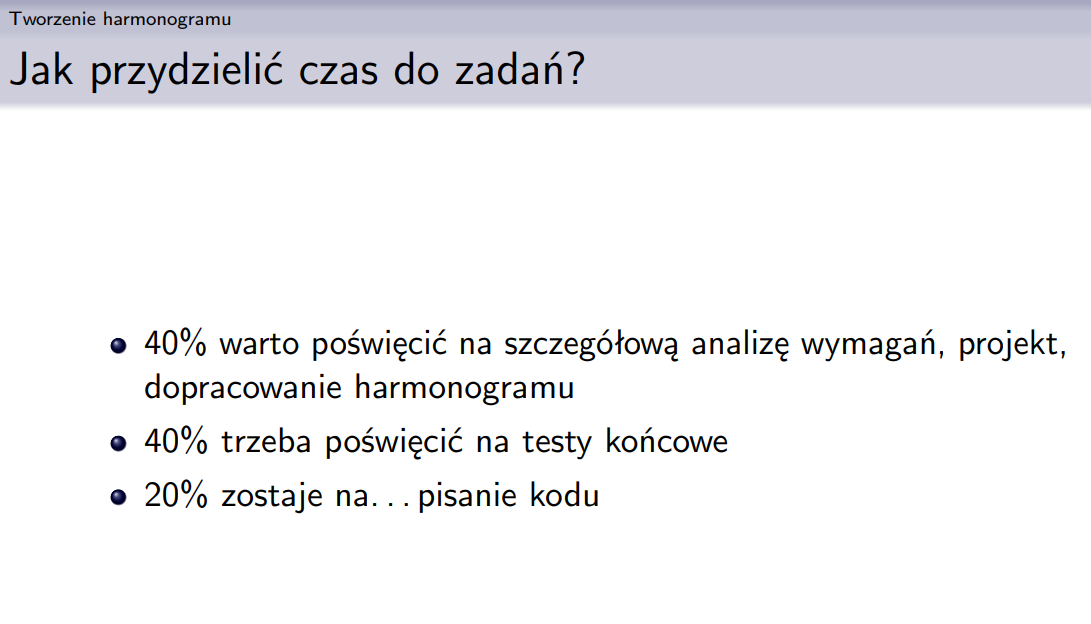 Tworzenie harmonogramu
Jak przydzielić czas do zadań?
40% warto poświęcić na szczegółową analizę wymagań, projekt,
dopracowanie harmonogramu
40% trzeba poświęcić na testy końcowe
20% zostaje na. . . pisanie kodu